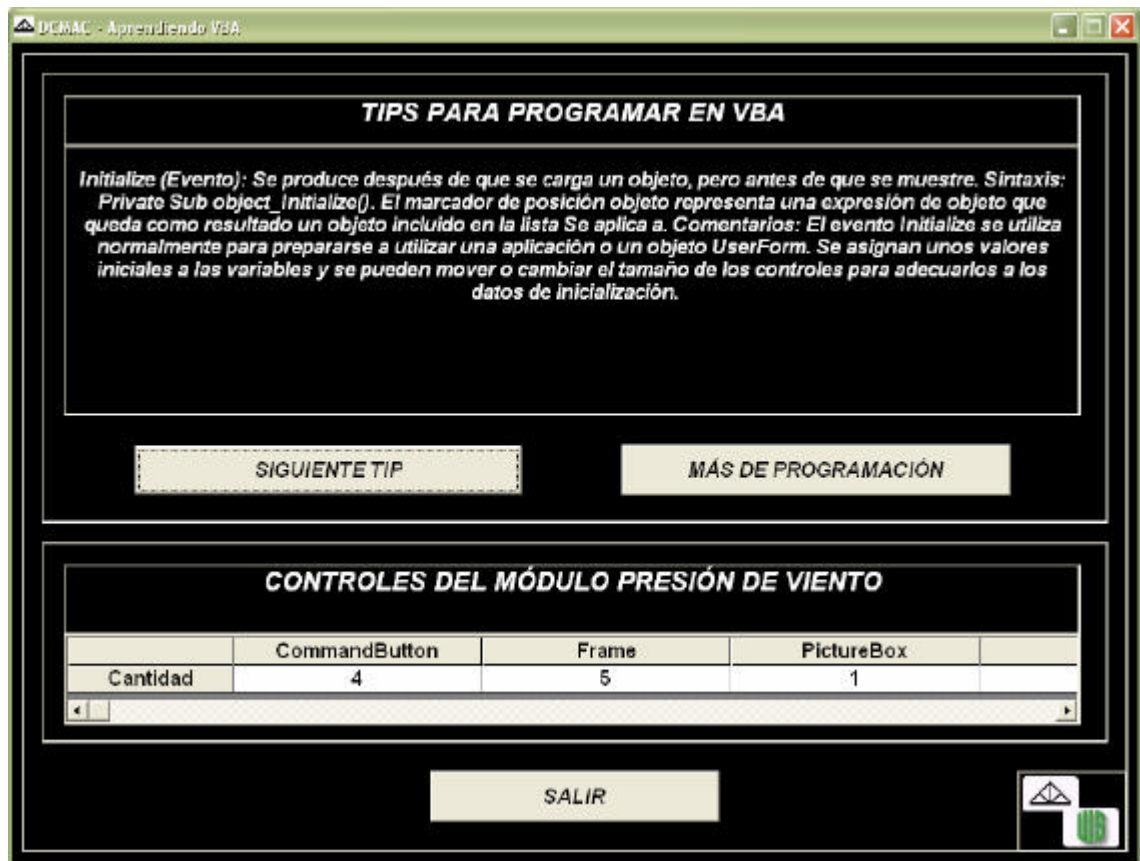 DCMAC - Aprendiendo VBA
TIPS PARA PROGRAMAR EN VBA
Initialize (Evento): Se produce después de que se carga un objeto, pero antes de que se muestre. Sintaxis:
Private Sub object_Initialize(). El marcador de posición objeto representa una expresión de objeto que
queda como resultado un objeto incluido en la lista Se aplica a. Comentarios: El evento Initialize se utiliza
normalmente para prepararse a utilizar una aplicación o un objeto UserForm. Se asignan unos valores
iniciales a las variables y se pueden mover o cambiar el tamaño de los controles para adecuarlos a los
datos de inicialización.
SIGUIENTE TIP MÁS DE PROGRAMACIÓN
CONTROLES DEL MÓDULO PRESIÓN DE VIENTO
CommandButton Frame PictureBox
Cantidad 4 5 1
SALIR